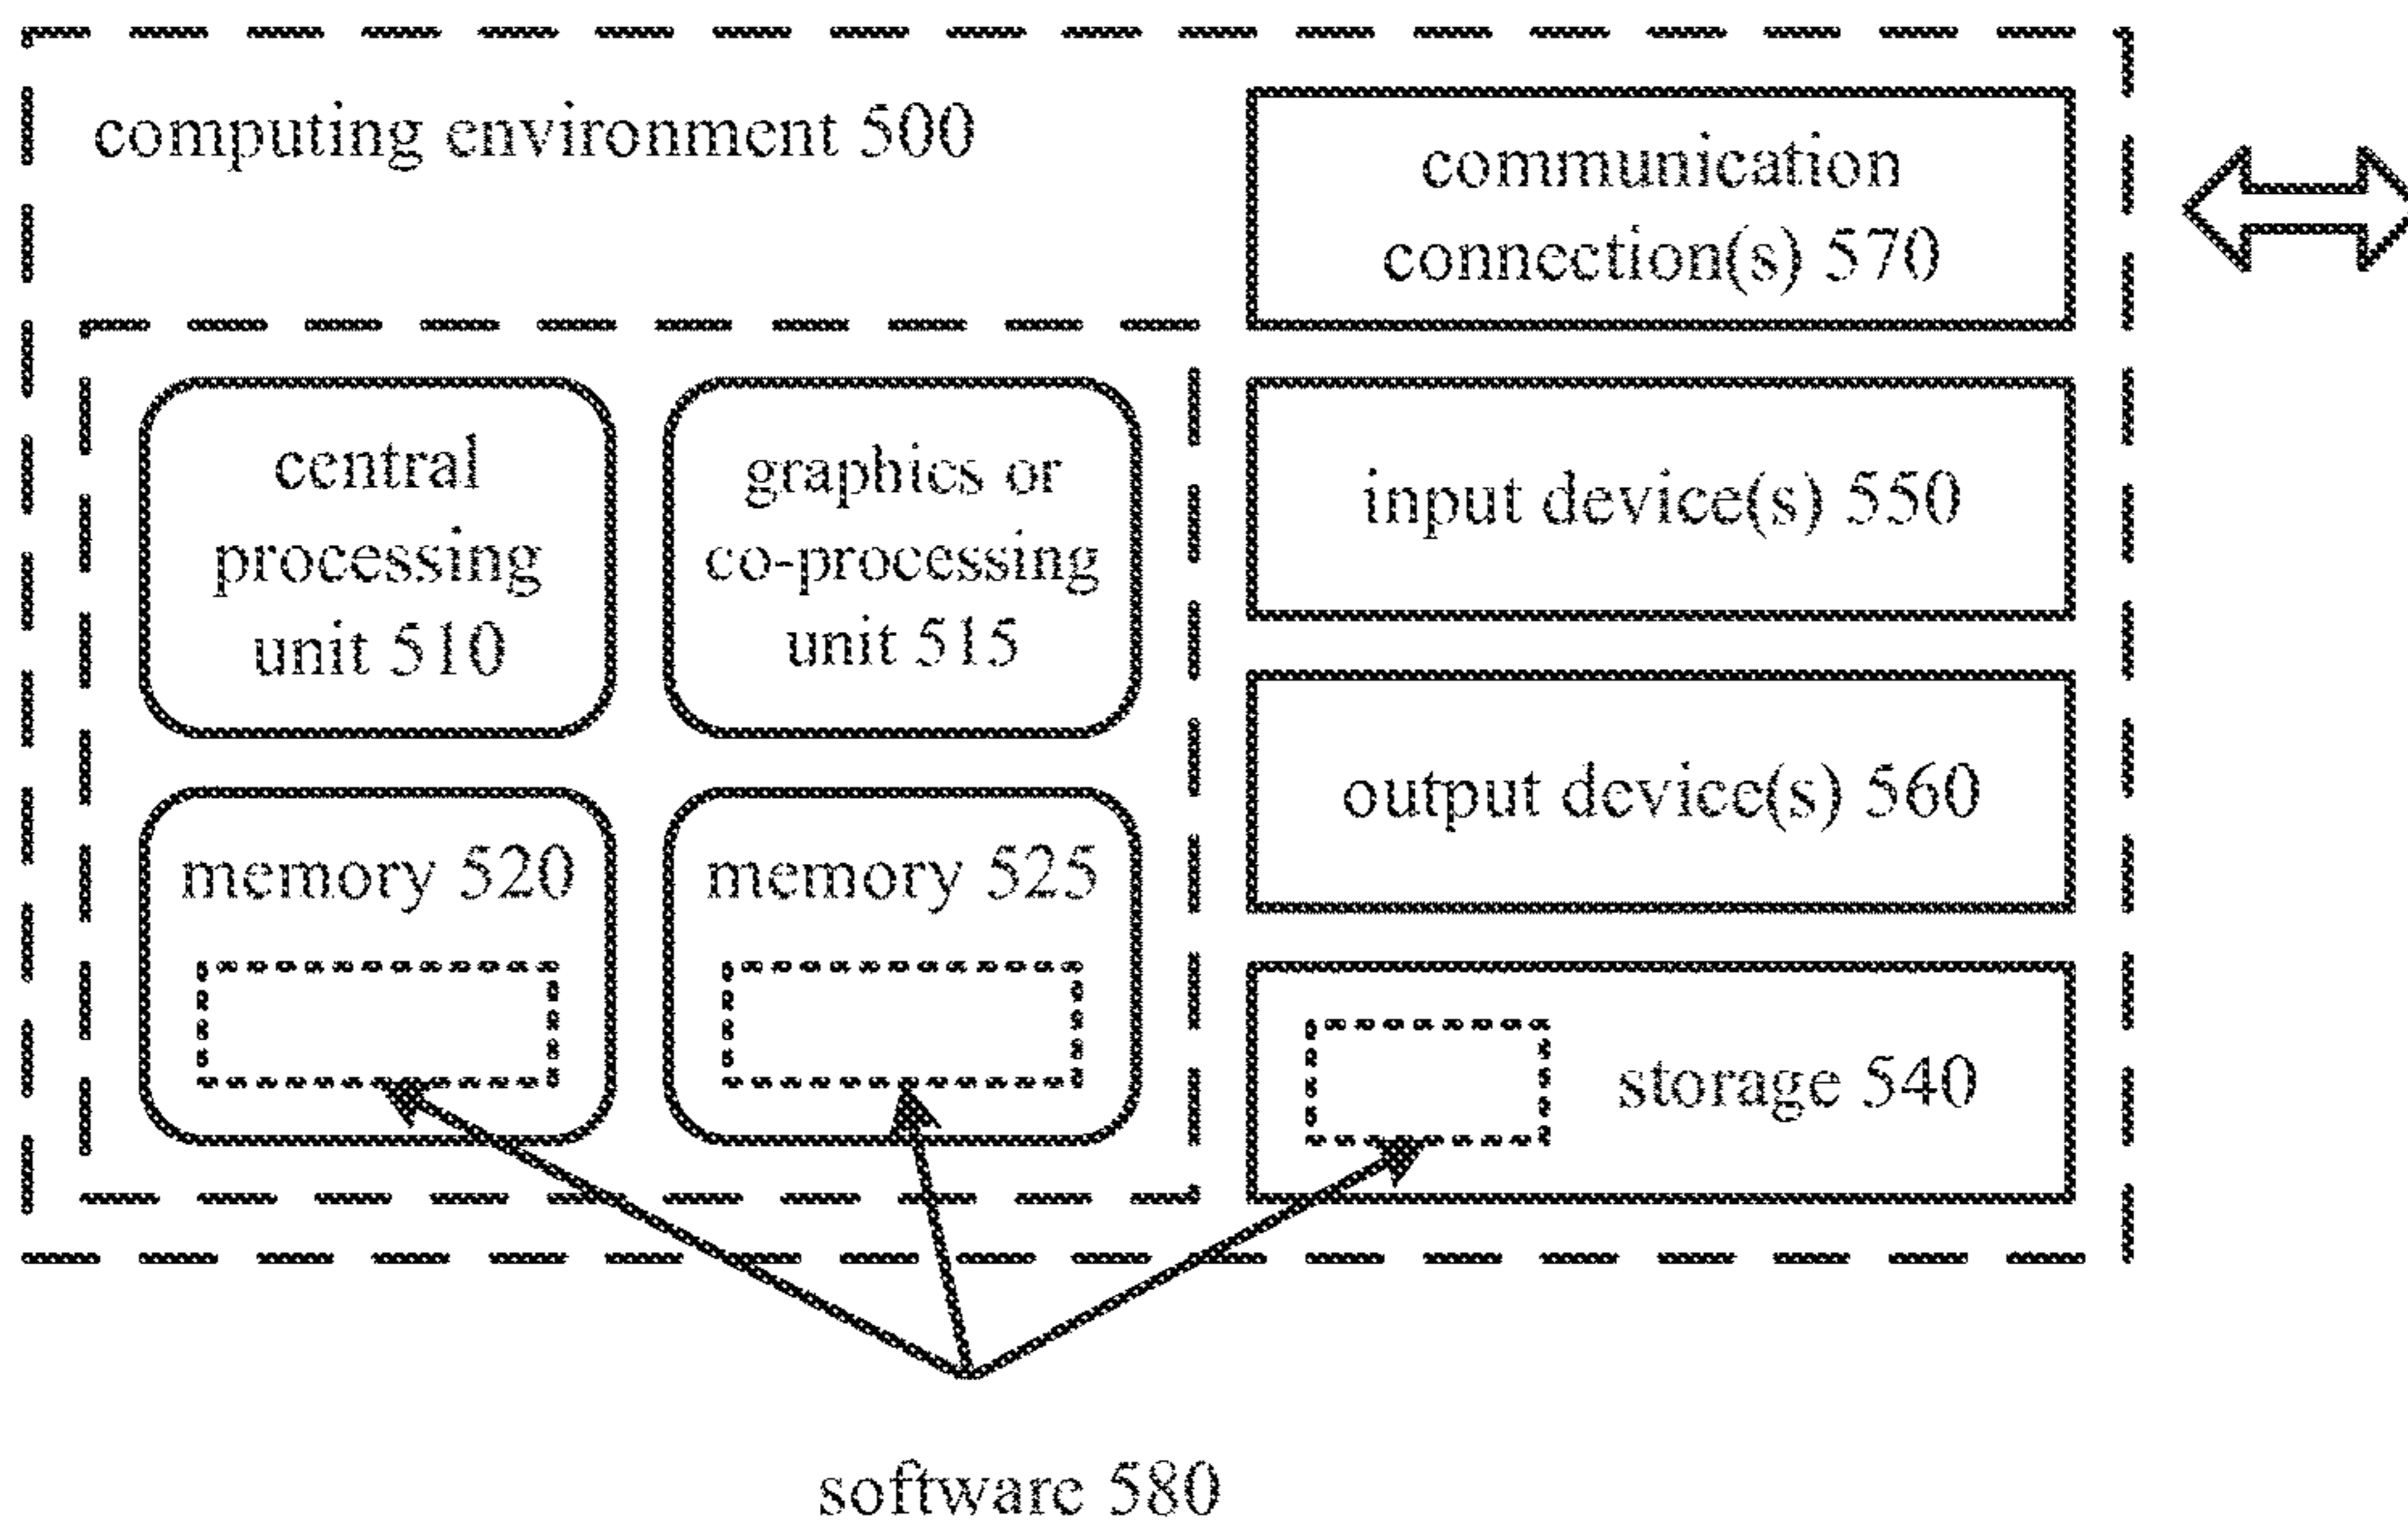 computing environment 500
communication
connection(s) 570
central
processing
unit 510
graphics or
co-processing
unit 515
input device(s) 550
output device(s) 560
memory 520
memory 525
storage 540
software 580